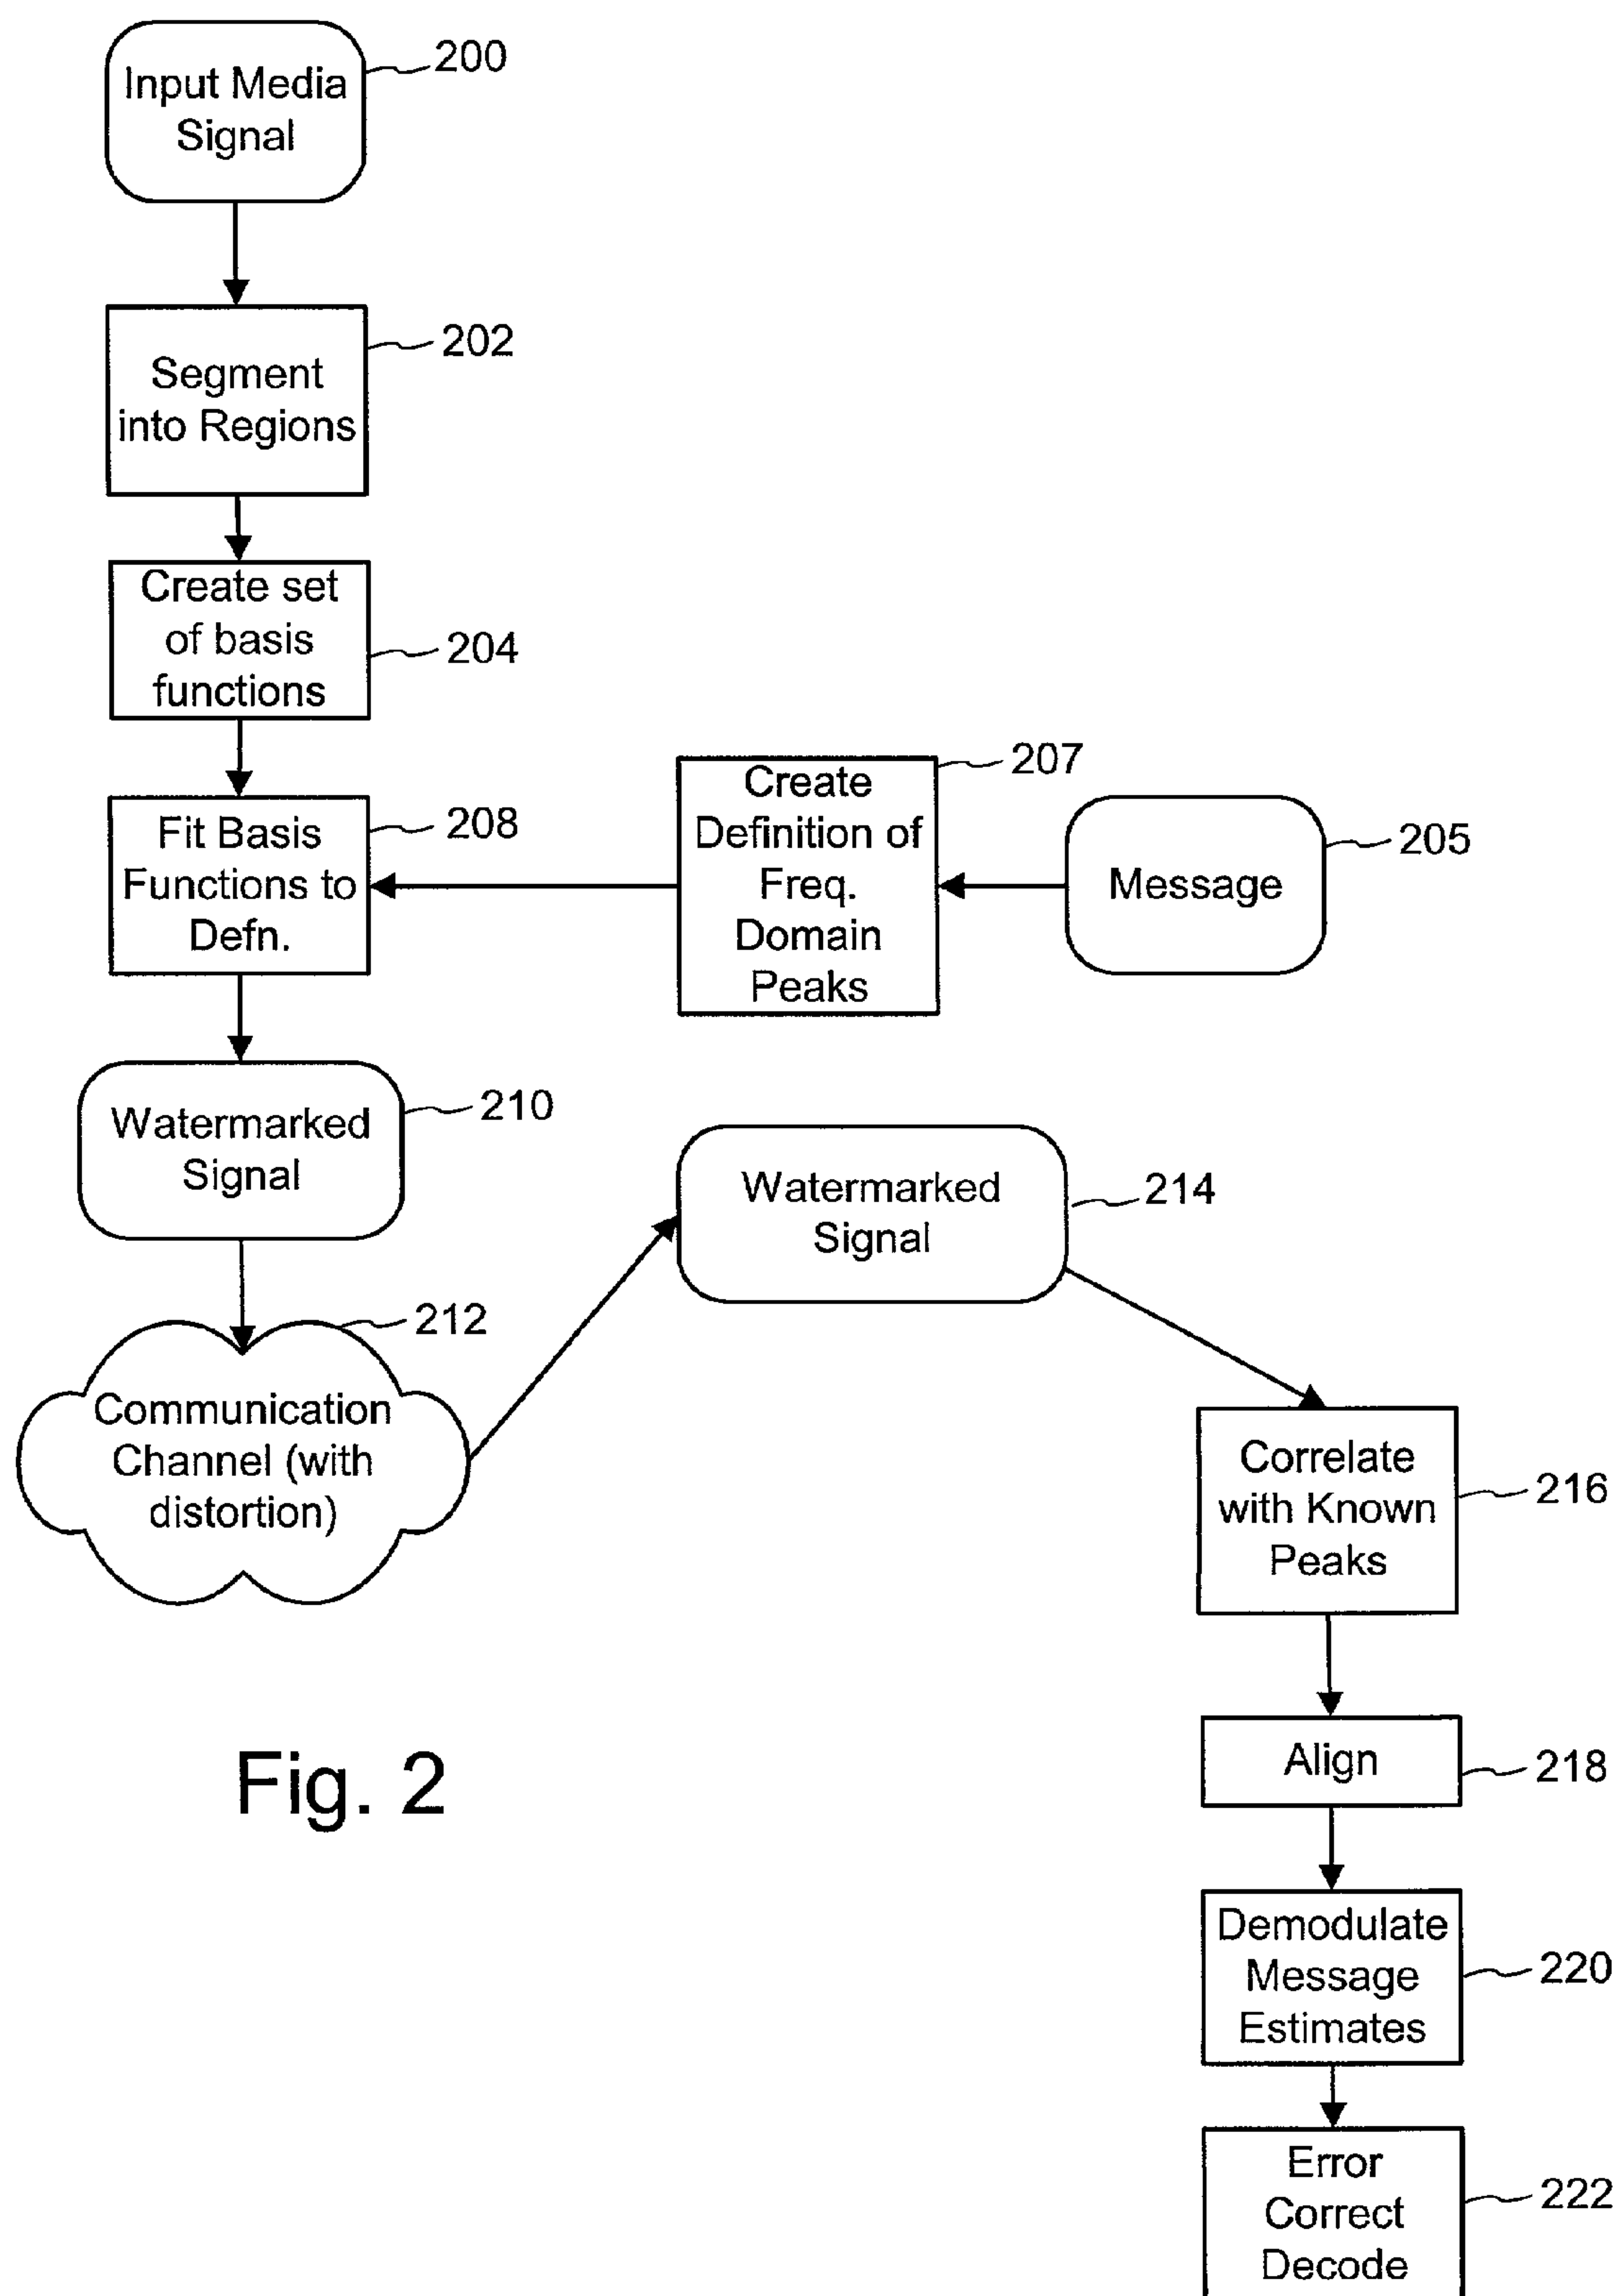 Input Media
Signal
200
Segment
into Regions
202
Create set
of basis
functions
204
Fit Basis
Functions to
Defn.
208
Create
Definition of
Freq.
Domain
Peaks
207
Message
205
Watermarked
Signal
210
Communication
Channel (with
distortion)
212
Watermarked
Signal
214
Correlate
with Known
Peaks
216
Align
218
Demodulate
Message
Estimates
220
Error
Correct
Decode
222
Fig. 2